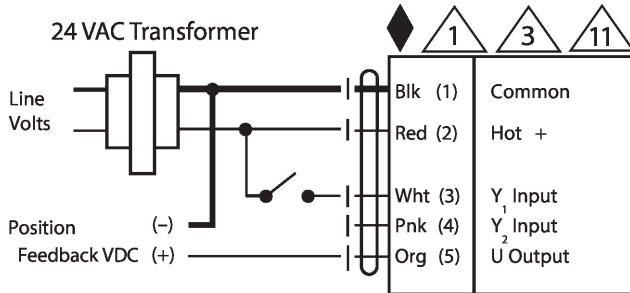 24 VAC Transformer
1 3 11
Line
Volts
Blk (1) Common
Red (2) Hot +
Wht (3) Y1 Input
Pnk (4) Y2 Input
Org (5) U Output
Position (–)
Feedback VDC (+)